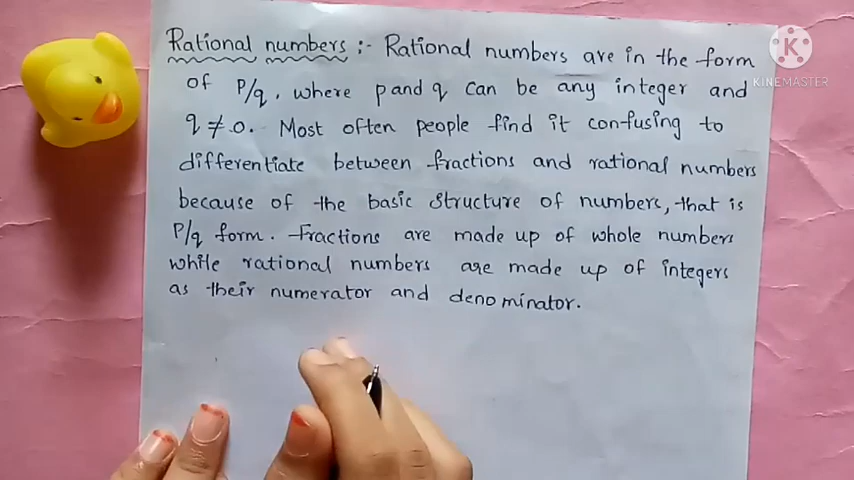 Rational numbers :- Rational numbers are in the form
of P/q, where p and q can be any integer and
q ≠ 0. Most often people find it confusing to
differentiate between fractions and rational numbers
because of the basic structure of numbers, that is
P/q form. Fractions are made up of whole numbers
while rational numbers are made up of integers
as their numerator and denominator.
KINEMASTER